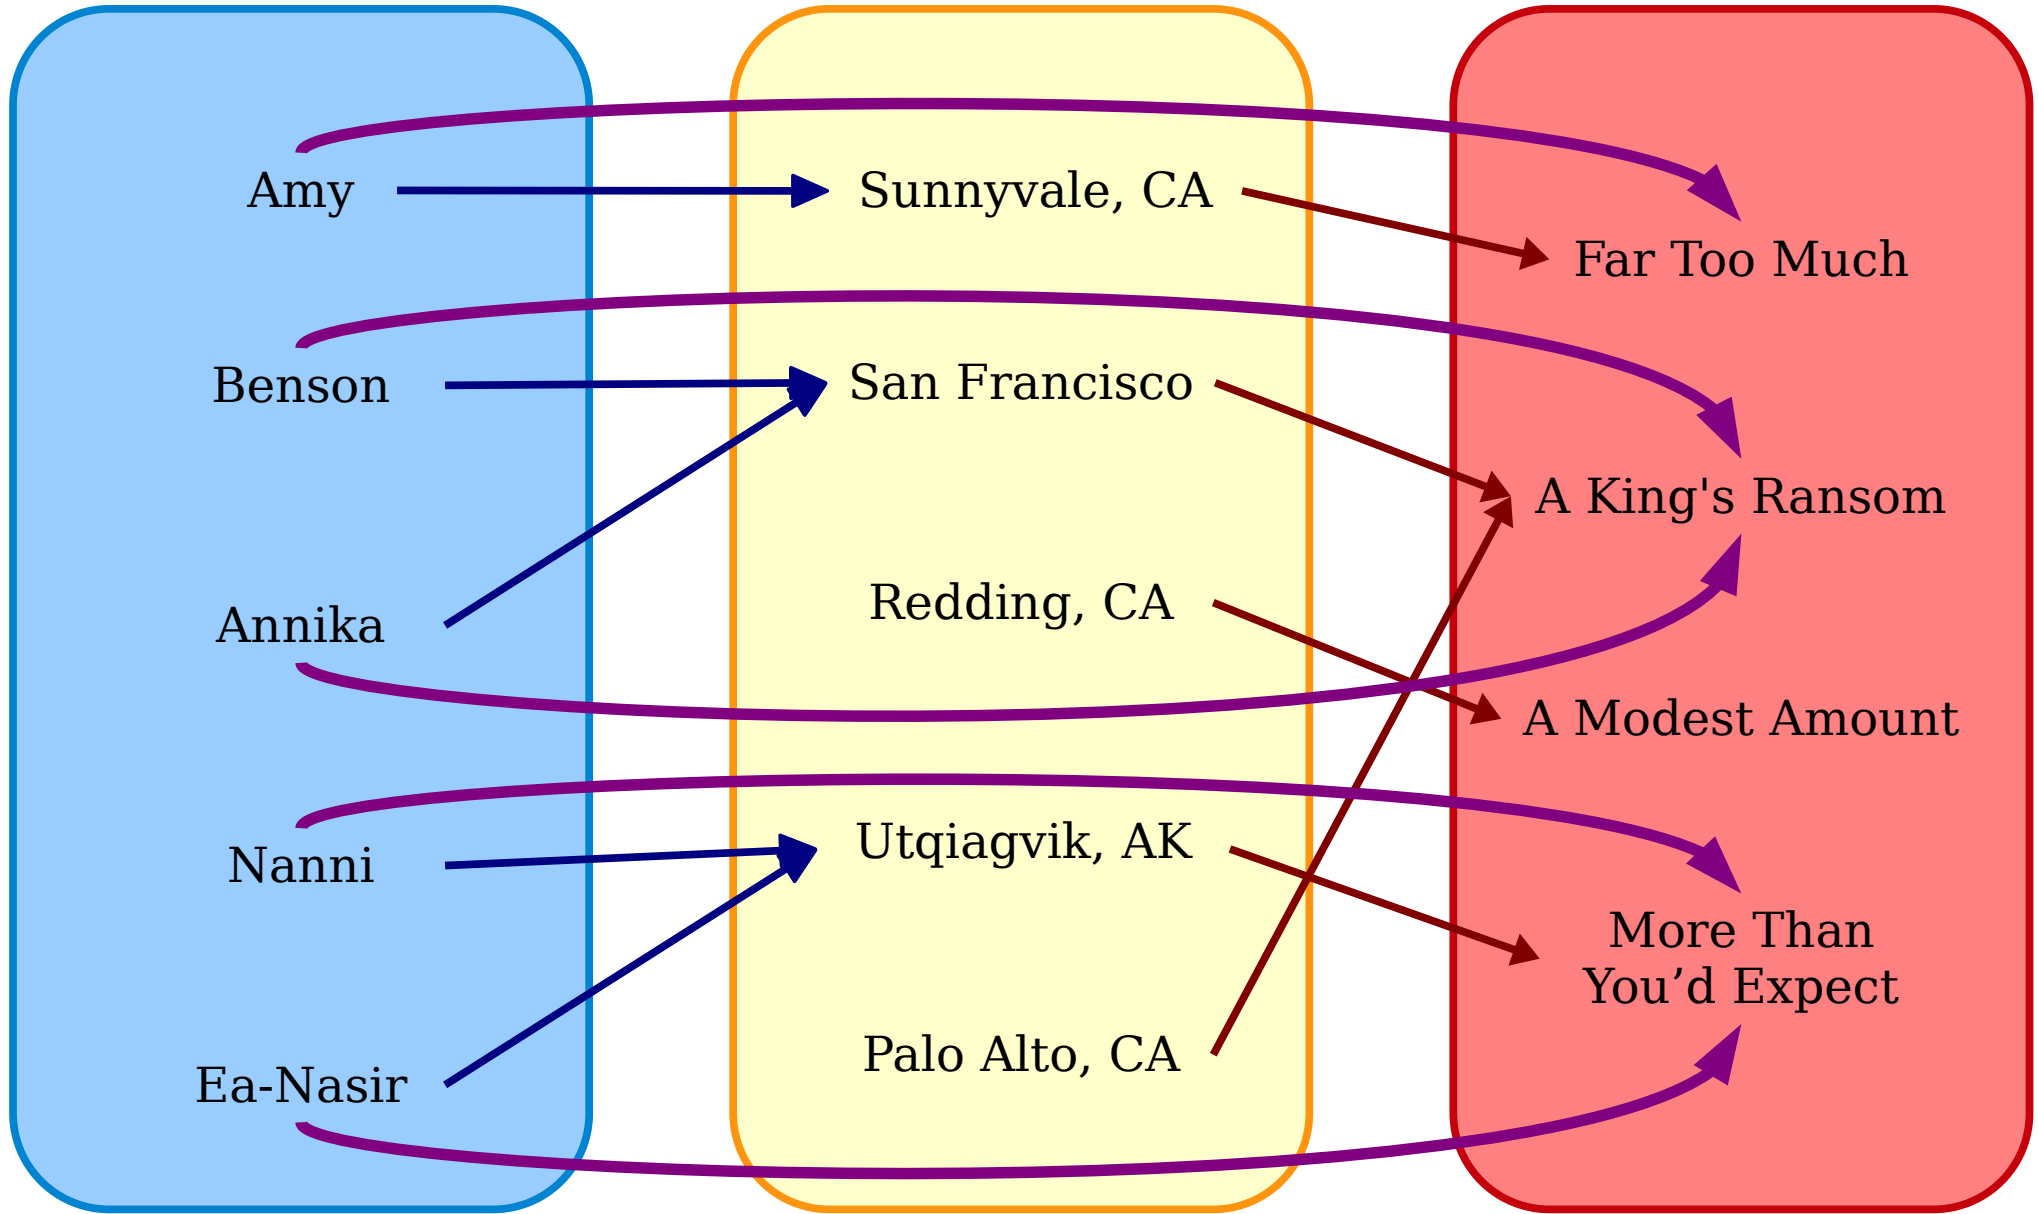 Amy
Benson
Annika
Nanni
Ea-Nasir
Sunnyvale, CA
San Francisco
Redding, CA
Utqiagvik, AK
Palo Alto, CA
Far Too Much
A King's Ransom
A Modest Amount
More Than
You’d Expect